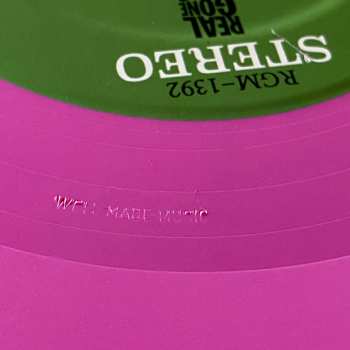 REAL
GONE
STEREO
RGM-1392
WELL MADE MUSIC